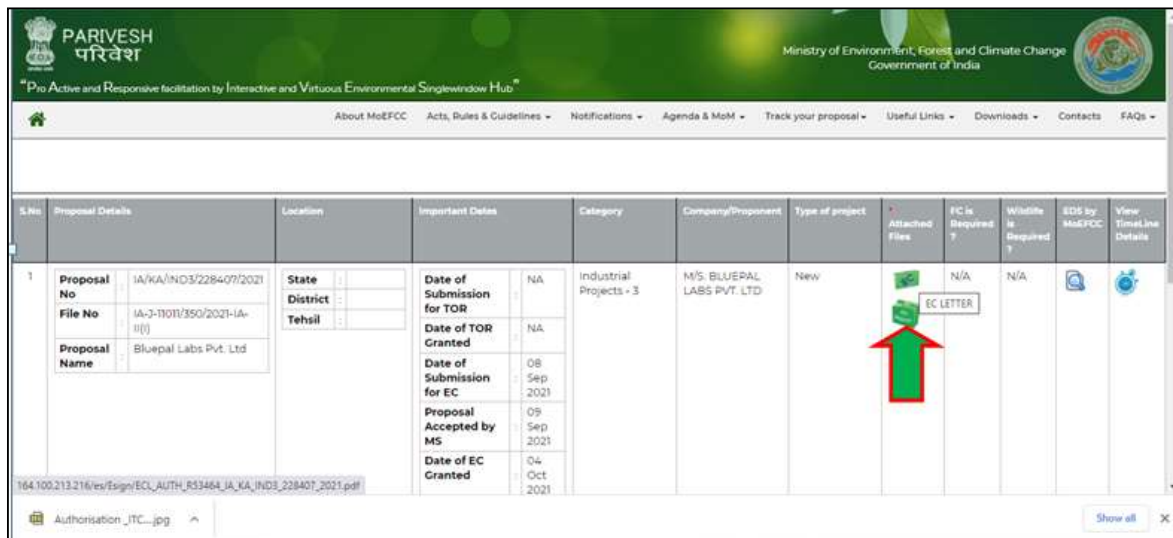 PARIVESH
परिवेश
Ministry of Environment, Forest and Climate Change
Government of India
"Pro Active and Responsive facilitation by Interactive and Virtuous Environmental Singlewindow Hub"
About MoEFCC Acts, Rules & Guidelines Notifications Agenda & MoM Track your proposal Useful Links Downloads Contacts FAQs
S.No Proposal Details Location Important Dates Category Company/Proponent Type of project * Attached Files FC is Required ? Wildlife is Required ? EDS by MoEFCC View TimeLine Details
1
Proposal No : IA/KA/IND3/228407/2021
File No : IA-J-11011/350/2021-IA-II(I)
Proposal Name : Bluepal Labs Pvt. Ltd
State :
District :
Tehsil :
Date of Submission for TOR : NA
Date of TOR Granted : NA
Date of Submission for EC : 08 Sep 2021
Proposal Accepted by MS : 09 Sep 2021
Date of EC Granted : 04 Oct 2021
Industrial Projects - 3
M/S. BLUEPAL LABS PVT. LTD
New
N/A
N/A
EC LETTER
164.100.213.216/es/Esign/ECL_AUTH_R53464_IA_KA_IND3_228407_2021.pdf
Authorisation _ITC....jpg
Show all